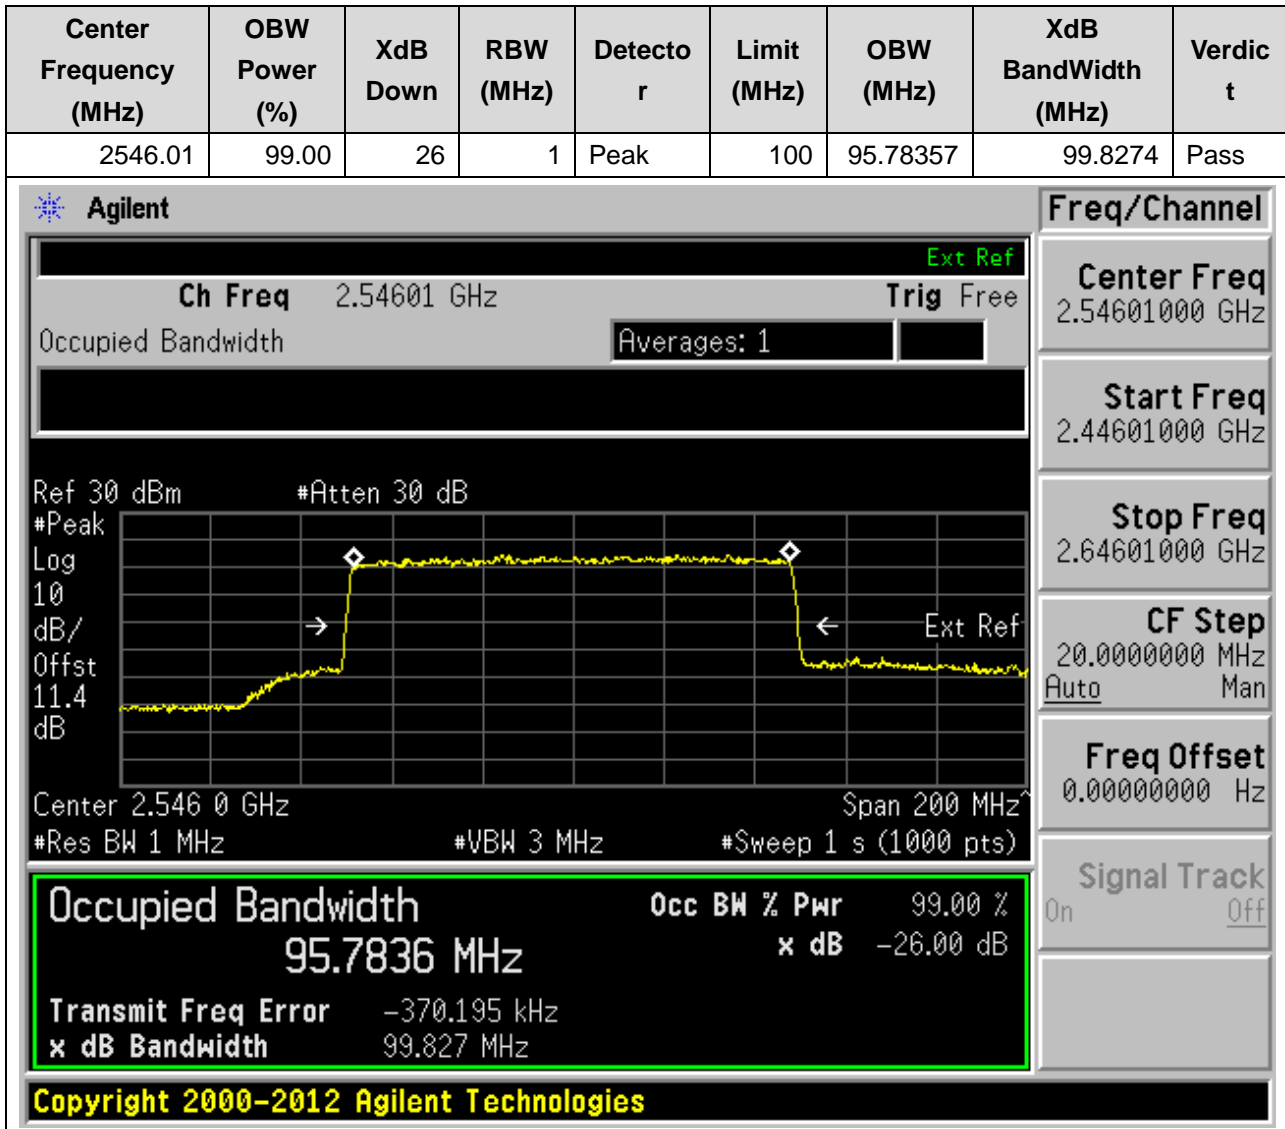 Center Frequency (MHz) OBW Power (%) XdB Down RBW (MHz) Detecto r Limit (MHz) OBW (MHz) XdB BandWidth (MHz) Verdic t
2546.01 99.00 26 1 Peak 100 95.78357 99.8274 Pass
Agilent
Freq/Channel
Ext Ref
Ch Freq 2.54601 GHz Trig Free
Occupied Bandwidth Averages: 1
Center Freq
2.54601000 GHz
Start Freq
2.44601000 GHz
Stop Freq
2.64601000 GHz
CF Step
20.0000000 MHz
Auto Man
Freq Offset
0.00000000 Hz
Signal Track
On Off
Ref 30 dBm #Atten 30 dB
#Peak
Log
10
dB/
Offst
11.4
dB
Ext Ref
Center 2.546 0 GHz Span 200 MHz^
#Res BW 1 MHz #VBW 3 MHz #Sweep 1 s (1000 pts)
Occupied Bandwidth Occ BW % Pwr 99.00 %
95.7836 MHz x dB -26.00 dB
Transmit Freq Error -370.195 kHz
x dB Bandwidth 99.827 MHz
Copyright 2000-2012 Agilent Technologies